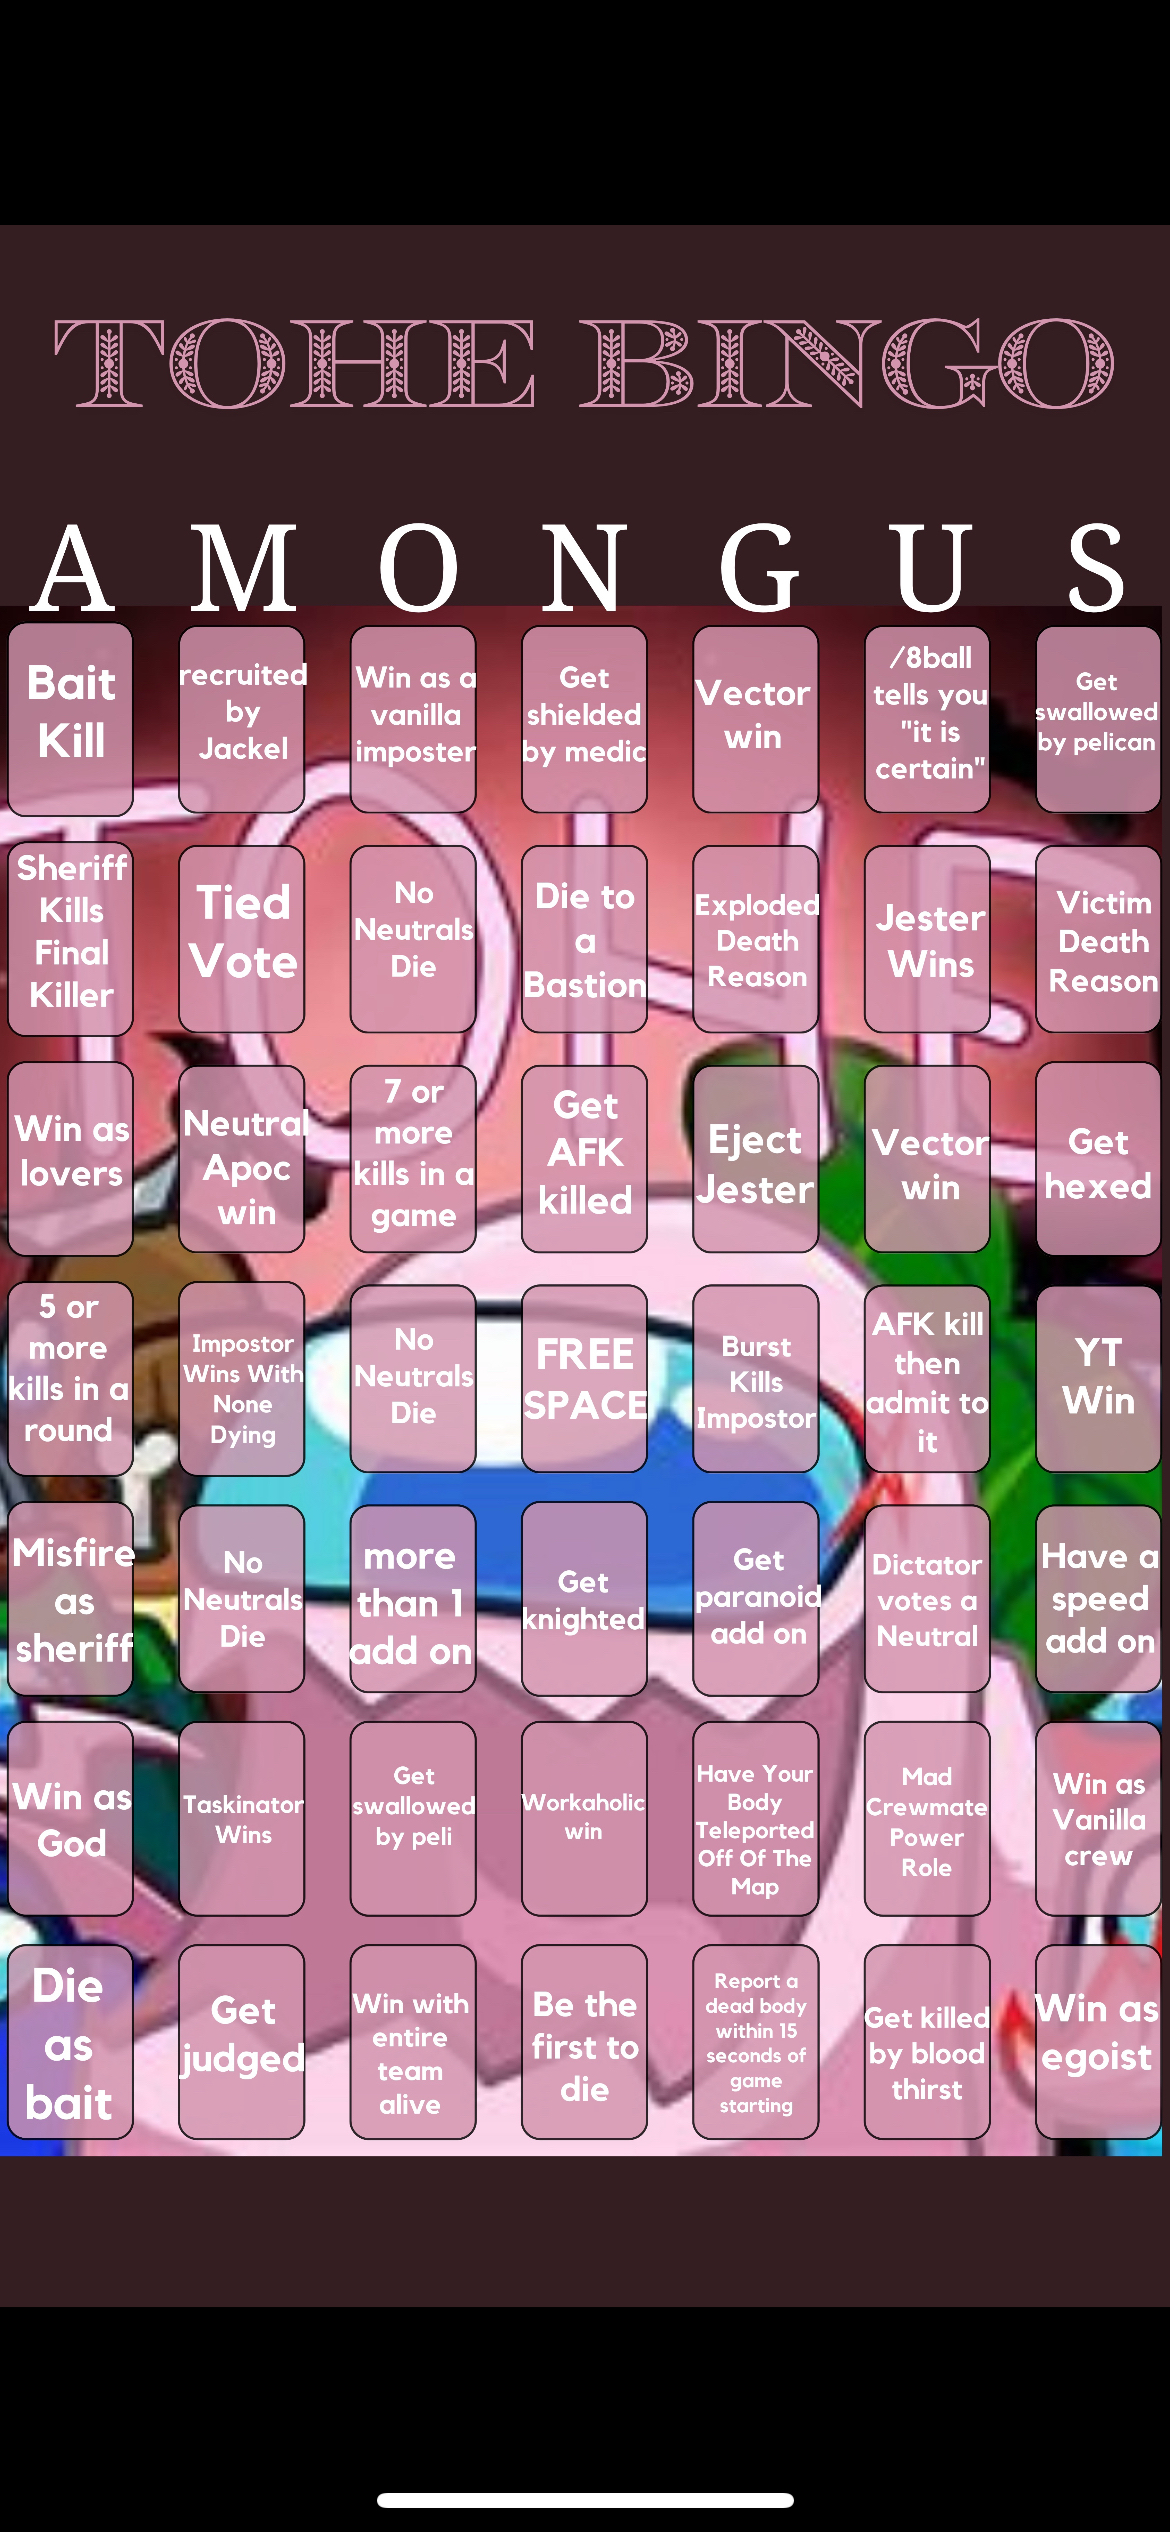 TOHE BINGO
A M O N G U S
Bait
Kill
recruited
by
Jackel
Win as a
vanilla
imposter
Get
shielded
by medic
Vector
win
/8ball
tells you
"it is
certain"
Get
swallowed
by pelican
Sheriff
Kills
Final
Killer
Tied
Vote
No
Neutrals
Die
Die to
a
Bastion
Exploded
Death
Reason
Jester
Wins
Victim
Death
Reason
Win as
lovers
Neutral
Apoc
win
7 or
more
kills in a
game
Get
AFK
killed
Eject
Jester
Vector
win
Get
hexed
5 or
more
kills in a
round
Impostor
Wins With
None
Dying
No
Neutrals
Die
FREE
SPACE
Burst
Kills
Impostor
AFK kill
then
admit to
it
YT
Win
Misfire
as
sheriff
No
Neutrals
Die
more
than 1
add on
Get
knighted
Get
paranoid
add on
Dictator
votes a
Neutral
Have a
speed
add on
Win as
God
Taskinator
Wins
Get
swallowed
by peli
Workaholic
win
Have Your
Body
Teleported
Off Of The
Map
Mad
Crewmate
Power
Role
Win as
Vanilla
crew
Die
as
bait
Get
judged
Win with
entire
team
alive
Be the
first to
die
Report a
dead body
within 15
seconds of
game
starting
Get killed
by blood
thirst
Win as
egoist
TOHE